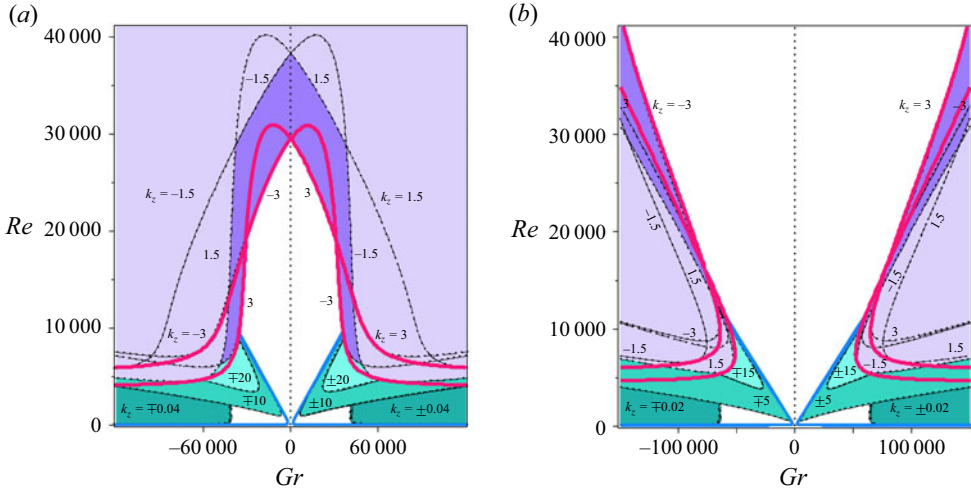 (a)
(b)
40 000
30 000
20 000
10 000
0
Re
−60 000
0
60 000
Gr
−1.5
1.5
k_z = −1.5
k_z = 1.5
−3
3
1.5
−1.5
3
−3
k_z = −3
k_z = 3
∓20
±20
∓10
±10
k_z = ∓0.04
k_z = ±0.04
40 000
30 000
20 000
10 000
0
Re
−100 000
0
100 000
Gr
3
k_z = −3
k_z = 3
−3
−1.5
1.5
1.5
−1.5
−3
3
−1.5
1.5
−1.5
1.5
∓15
±15
∓5
±5
k_z = ∓0.02
k_z = ±0.02